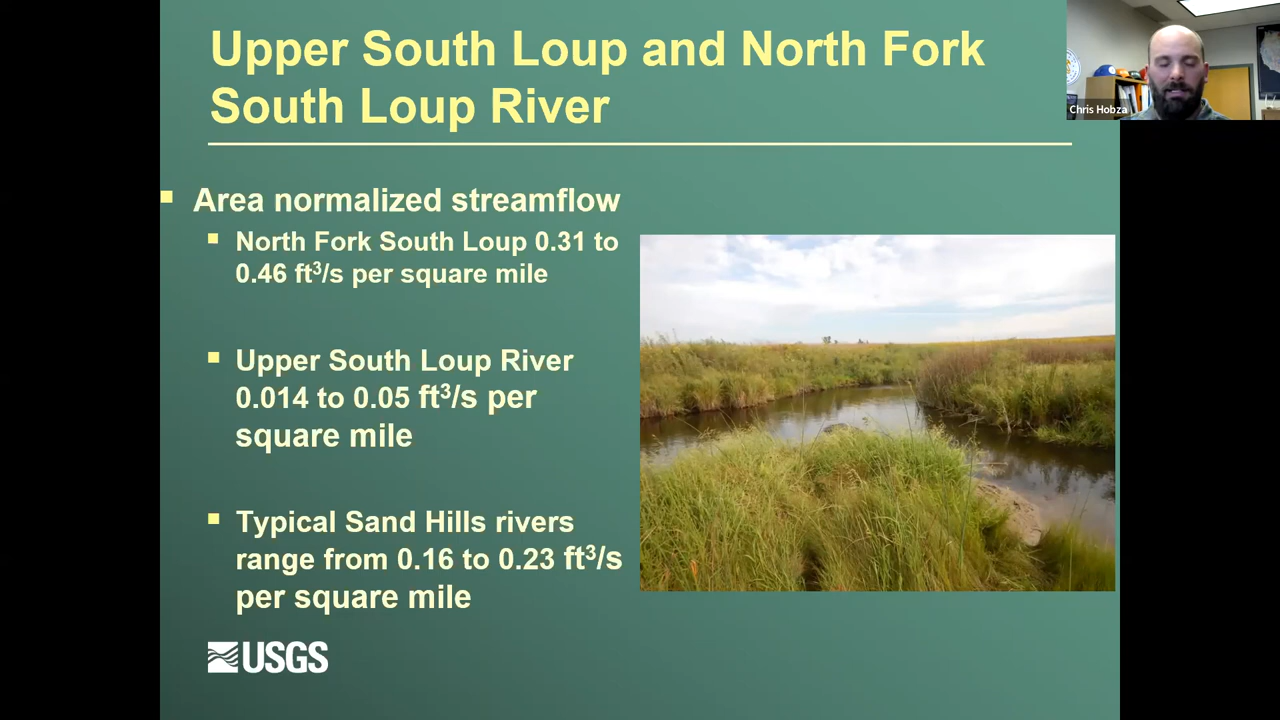 Upper South Loup and North Fork
South Loup River
Chris Hobza
Area normalized streamflow
North Fork South Loup 0.31 to
0.46 ft³/s per square mile
Upper South Loup River
0.014 to 0.05 ft³/s per
square mile
Typical Sand Hills rivers
range from 0.16 to 0.23 ft³/s
per square mile
USGS